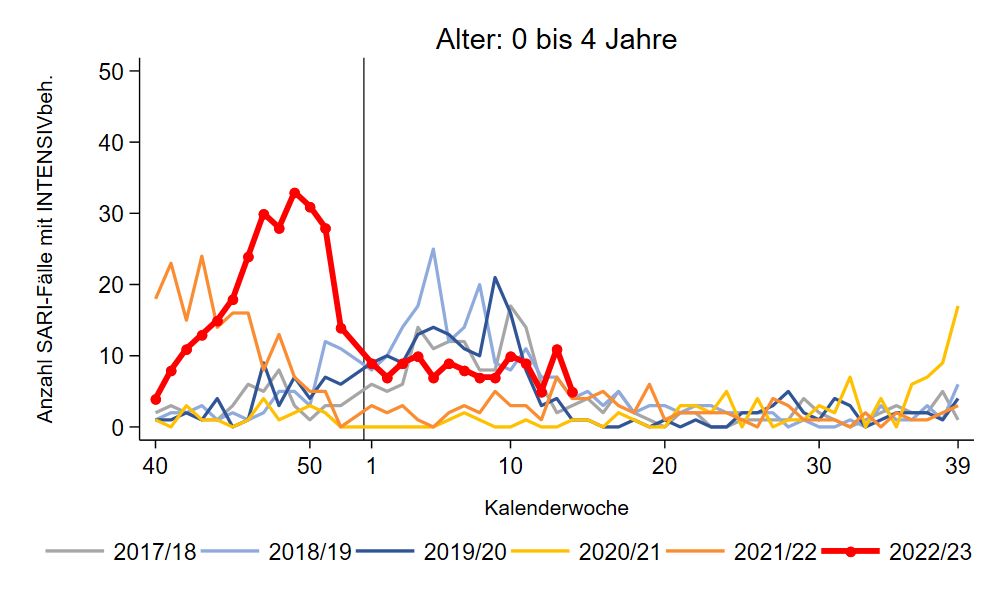 Alter: 0 bis 4 Jahre
Anzahl SARI-Fälle mit INTENSIVbeh.
50
40
30
20
10
0
40 50 1 10 20 30 39
Kalenderwoche
2017/18 2018/19 2019/20 2020/21 2021/22 2022/23